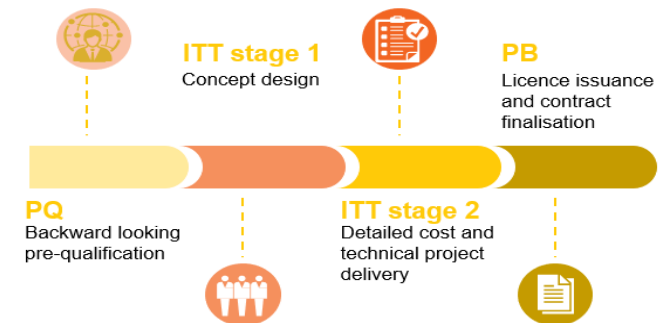 ITT stage 1
Concept design
PB
Licence issuance
and contract
finalisation
PQ
Backward looking
pre-qualification
ITT stage 2
Detailed cost and
technical project
delivery